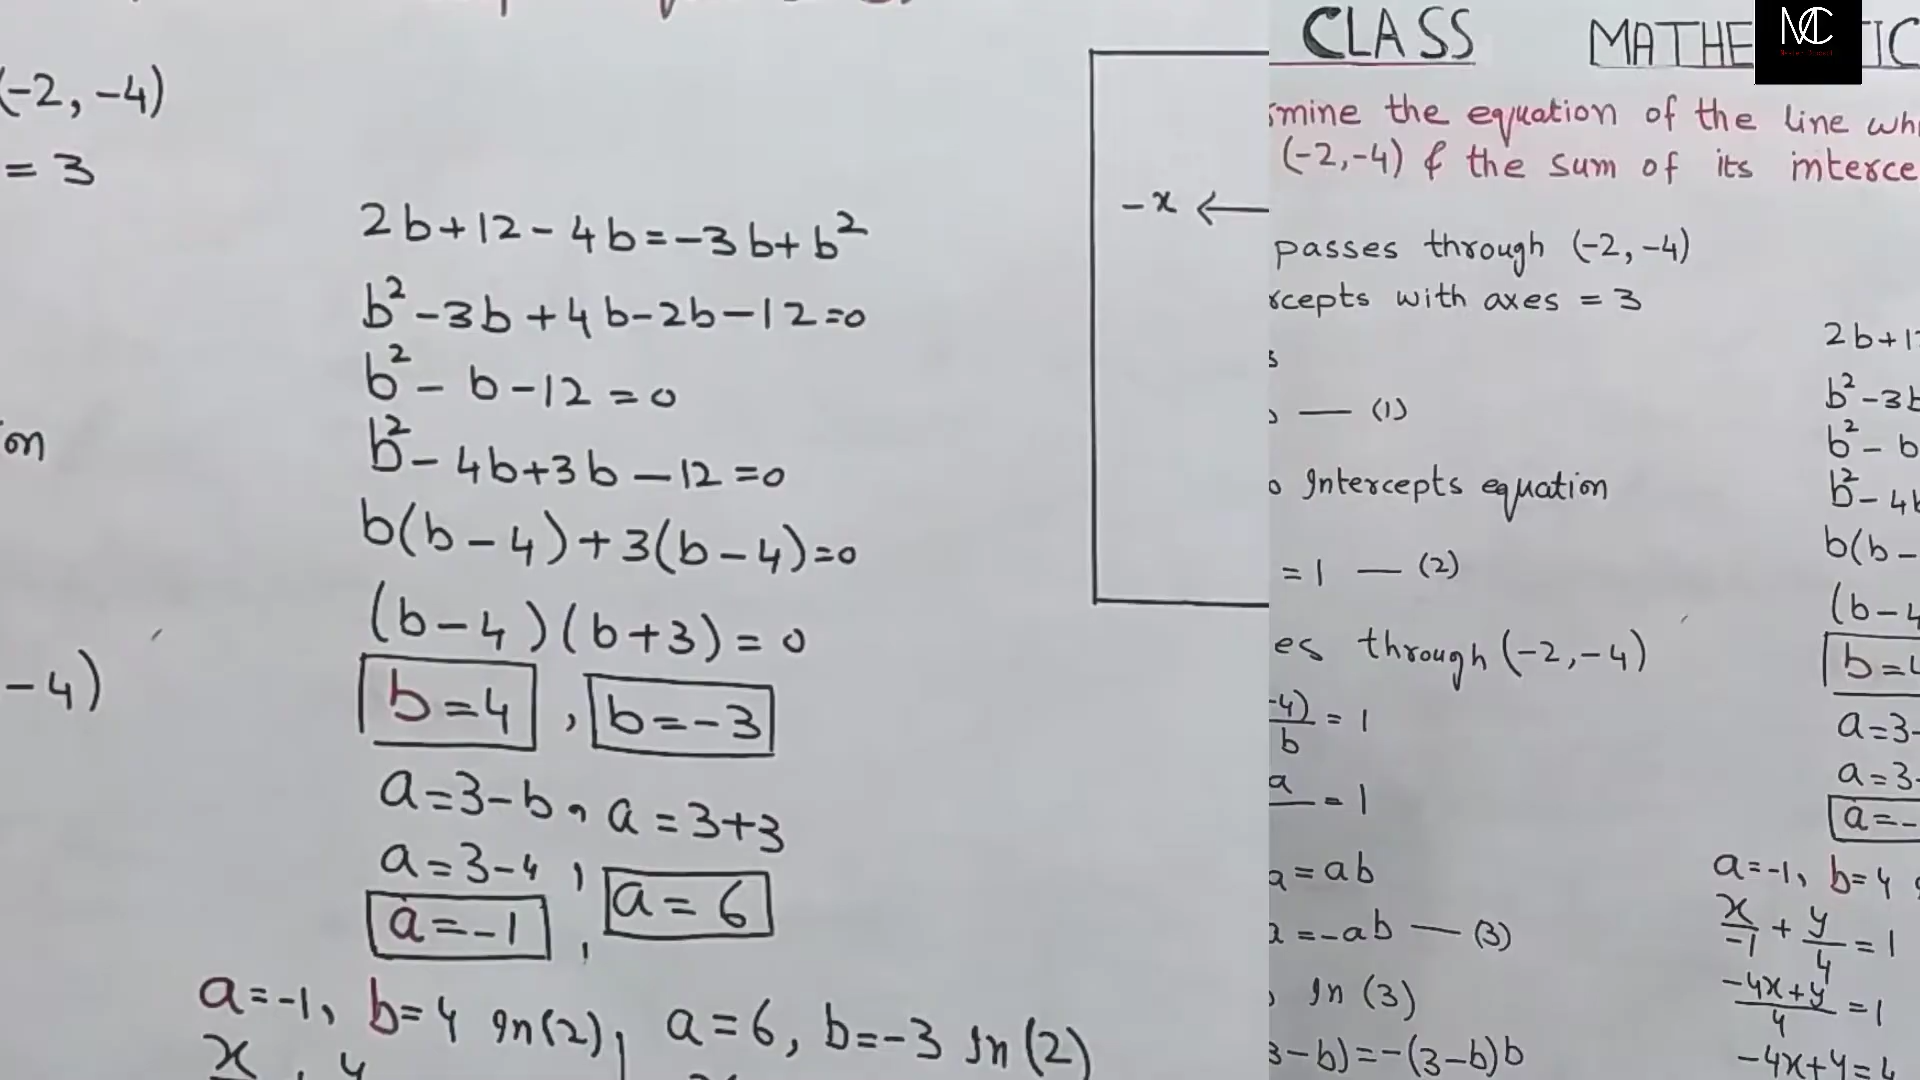 (-2, -4)
= 3
2b+12-4b=-3b+b²
b²-3b+4b-2b-12=0
b²-b-12=0
on
b²-4b+3b-12=0
b(b-4)+3(b-4)=0
(b-4)(b+3)=0
-4)
b=4, b=-3
a=3-b, a=3+3
a=3-4, a=6
a=-1,
a=-1, b=4 In(2), a=6, b=-3 In(2)
x y
-x ←
CLASS MATHE IC
MC
mine the equation of the line wh
(-2,-4) & the sum of its interce
passes through (-2,-4)
rcepts with axes = 3
— (1)
Intercepts equation
=1 — (2)
es through (-2,-4)
-4)/b = 1
a = 1
a=ab
a=-ab — (3)
In (3)
3-b)=-(3-b)b
2b+1
b²-3b
b²-b
b²-4b
b(b-
(b-4
b=4
a=3-
a=3-
a=-
a=-1, b=4
x/-1 + y/4 = 1
-4x+y/4 = 1
-4x+y=4